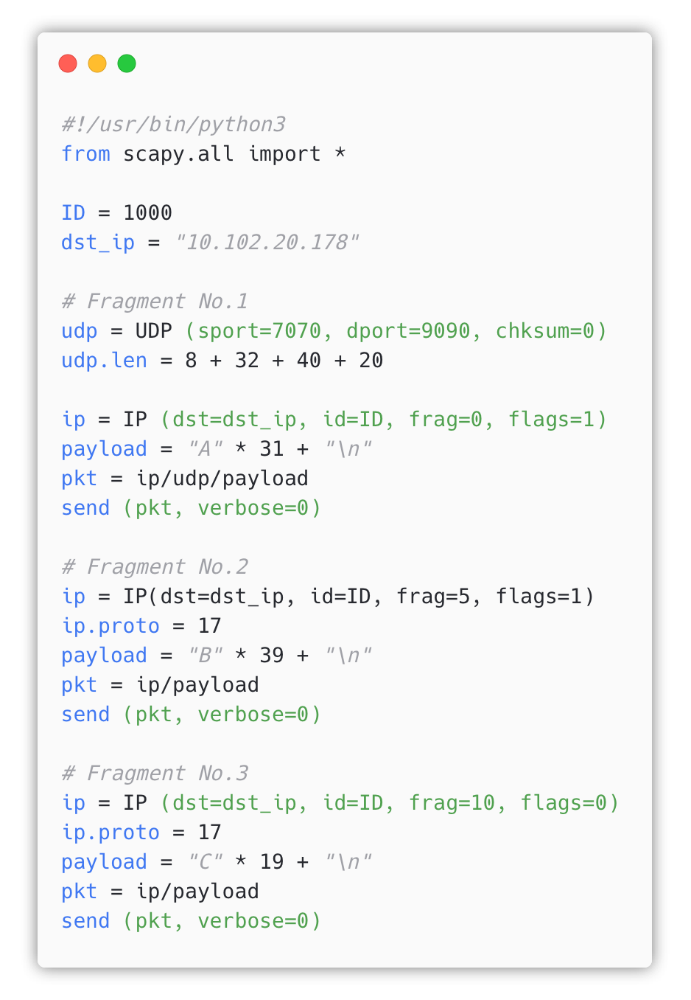 #!/usr/bin/python3
from scapy.all import *
ID = 1000
dst_ip = "10.102.20.178"
# Fragment No.1
udp = UDP (sport=7070, dport=9090, chksum=0)
udp.len = 8 + 32 + 40 + 20
ip = IP (dst=dst_ip, id=ID, frag=0, flags=1)
payload = "A" * 31 + "\n"
pkt = ip/udp/payload
send (pkt, verbose=0)
# Fragment No.2
ip = IP(dst=dst_ip, id=ID, frag=5, flags=1)
ip.proto = 17
payload = "B" * 39 + "\n"
pkt = ip/payload
send (pkt, verbose=0)
# Fragment No.3
ip = IP (dst=dst_ip, id=ID, frag=10, flags=0)
ip.proto = 17
payload = "C" * 19 + "\n"
pkt = ip/payload
send (pkt, verbose=0)